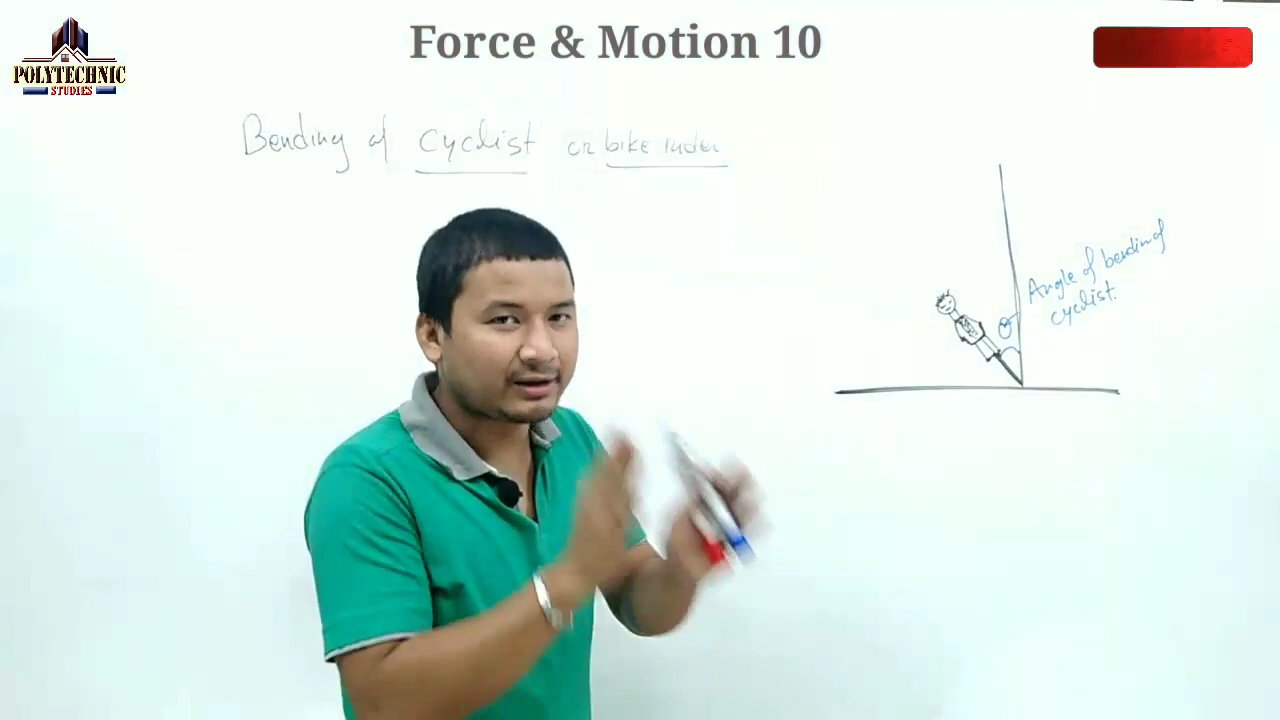 Force & Motion 10
POLYTECHNIC
STUDIES
Bending of cyclist or bike rider
Angle of bending of
cyclist.
θ